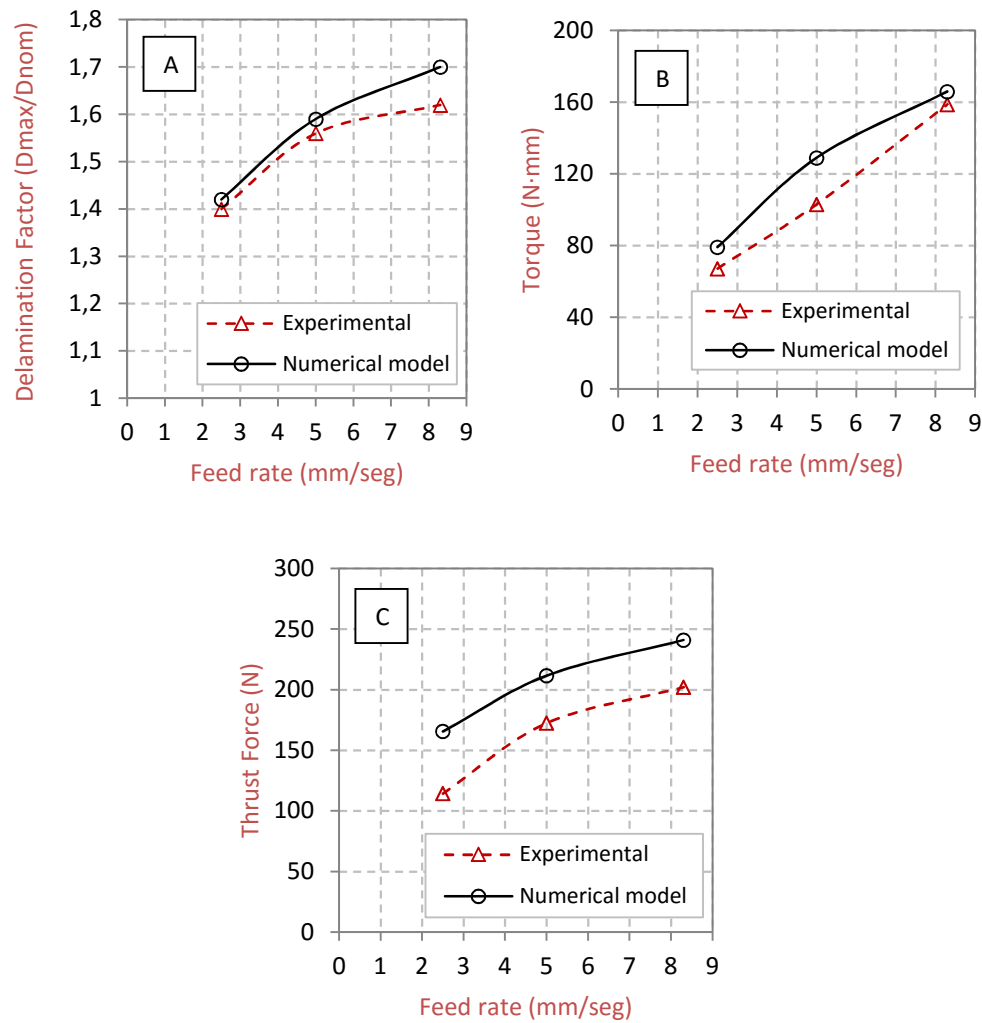 A
Delamination Factor (Dmax/Dnom)
1,8
1,7
1,6
1,5
1,4
1,3
1,2
1,1
1
Experimental
Numerical model
0 1 2 3 4 5 6 7 8 9
Feed rate (mm/seg)
B
Torque (N·mm)
200
160
120
80
40
0
Experimental
Numerical model
0 1 2 3 4 5 6 7 8 9
Feed rate (mm/seg)
C
Thrust Force (N)
300
250
200
150
100
50
0
Experimental
Numerical model
0 1 2 3 4 5 6 7 8 9
Feed rate (mm/seg)